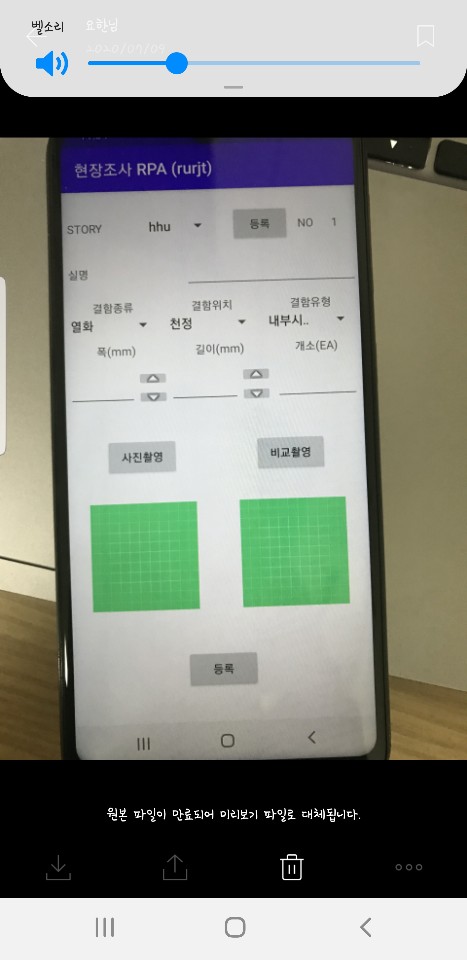 벨소리
요한님
2020/07/05
현장조사 RPA (rurjt)
STORY hhu 등록 NO 1
실명
결함종류 결함위치 결함유형
열화 천정 내부시..
폭(mm) 길이(mm) 개소(EA)
사진촬영 비교촬영
등록
원본 파일이 만료되어 미리보기 파일로 대체됩니다.